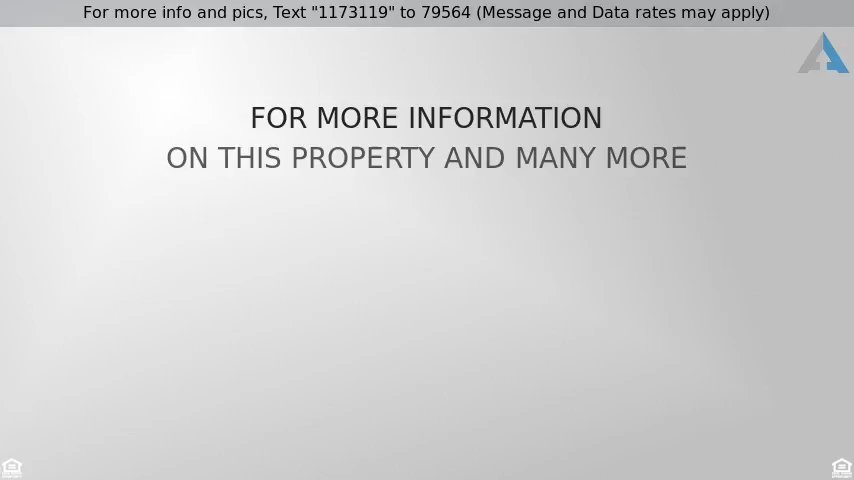 For more info and pics, Text "1173119" to 79564 (Message and Data rates may apply)
FOR MORE INFORMATION
ON THIS PROPERTY AND MANY MORE